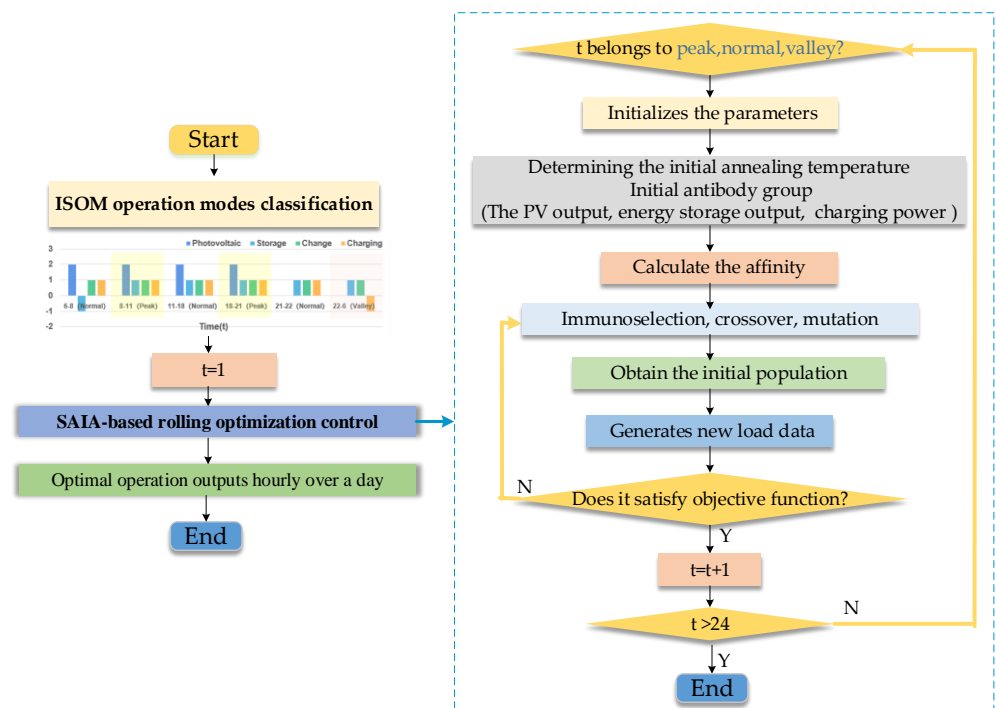 Start
ISOM operation modes classification
Photovoltaic Storage Change Charging
3
2
1
0
-1
-2
6-8 (Normal) 8-11 (Peak) 11-18 (Normal) 18-21 (Peak) 21-22 (Normal) 22-6 (Valley)
Time(t)
t=1
SAIA-based rolling optimization control
Optimal operation outputs hourly over a day
End
t belongs to peak,normal,valley?
Initializes the parameters
Determining the initial annealing temperature
Initial antibody group
(The PV output, energy storage output, charging power )
Calculate the affinity
Immunoselection, crossover, mutation
Obtain the initial population
Generates new load data
N
Does it satisfy objective function?
Y
t=t+1
N
t >24
Y
End